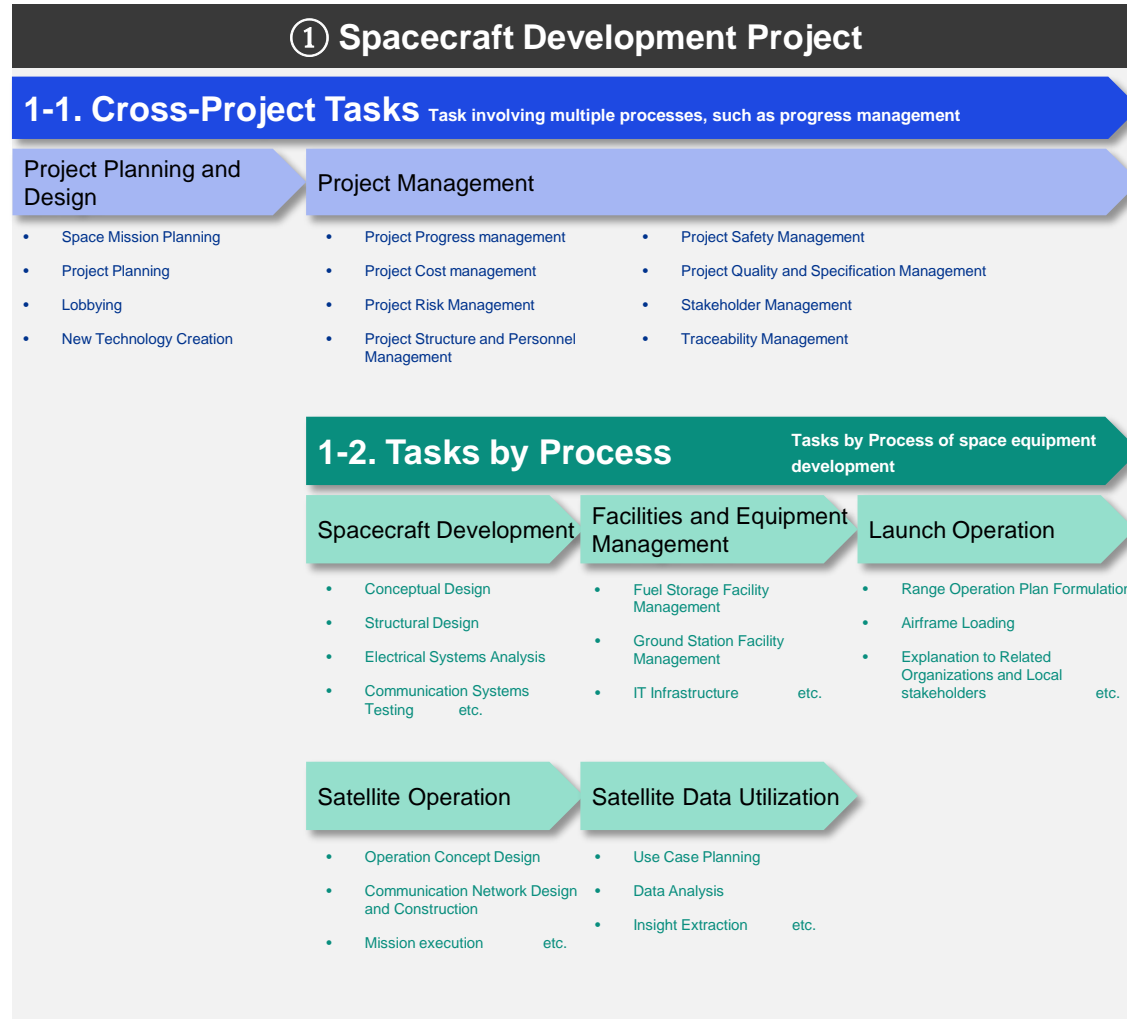 ① Spacecraft Development Project
1-1. Cross-Project Tasks Task involving multiple processes, such as progress management
Project Planning and
Design
• Space Mission Planning
• Project Planning
• Lobbying
• New Technology Creation
Project Management
• Project Progress management
• Project Cost management
• Project Risk Management
• Project Structure and Personnel
Management
• Project Safety Management
• Project Quality and Specification Management
• Stakeholder Management
• Traceability Management
1-2. Tasks by Process
Tasks by Process of space equipment
development
Spacecraft Development
• Conceptual Design
• Structural Design
• Electrical Systems Analysis
• Communication Systems
Testing etc.
Facilities and Equipment
Management
• Fuel Storage Facility
Management
• Ground Station Facility
Management
• IT Infrastructure etc.
Launch Operation
• Range Operation Plan Formulation
• Airframe Loading
• Explanation to Related
Organizations and Local
stakeholders etc.
Satellite Operation
• Operation Concept Design
• Communication Network Design
and Construction
• Mission execution etc.
Satellite Data Utilization
• Use Case Planning
• Data Analysis
• Insight Extraction etc.